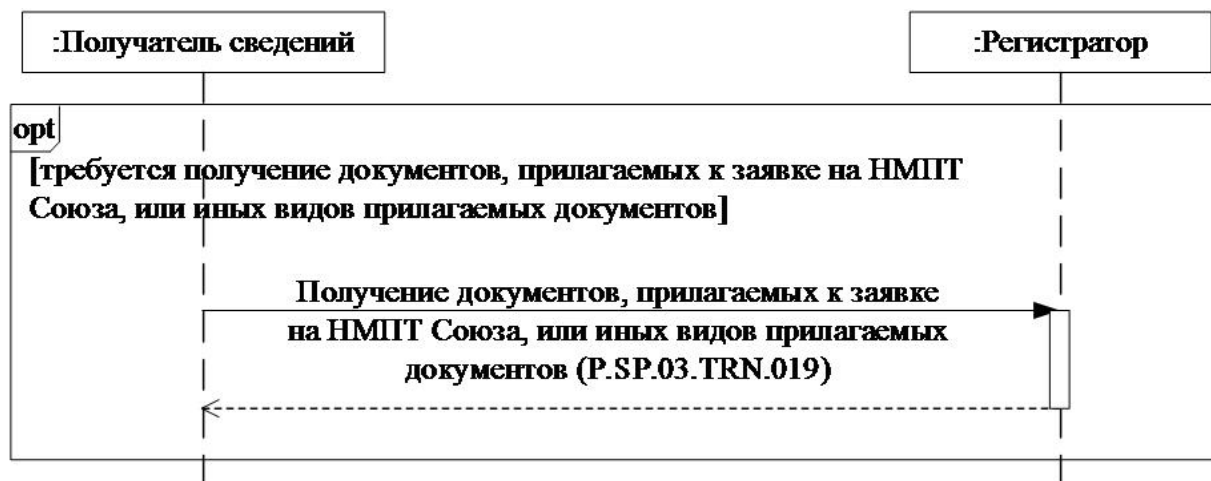 :Получатель сведений
:Регистратор
opt
[требуется получение документов, прилагаемых к заявке на НМПТ
Союза, или иных видов прилагаемых документов]
Получение документов, прилагаемых к заявке
на НМПТ Союза, или иных видов прилагаемых
документов (P.SP.03.TRN.019)